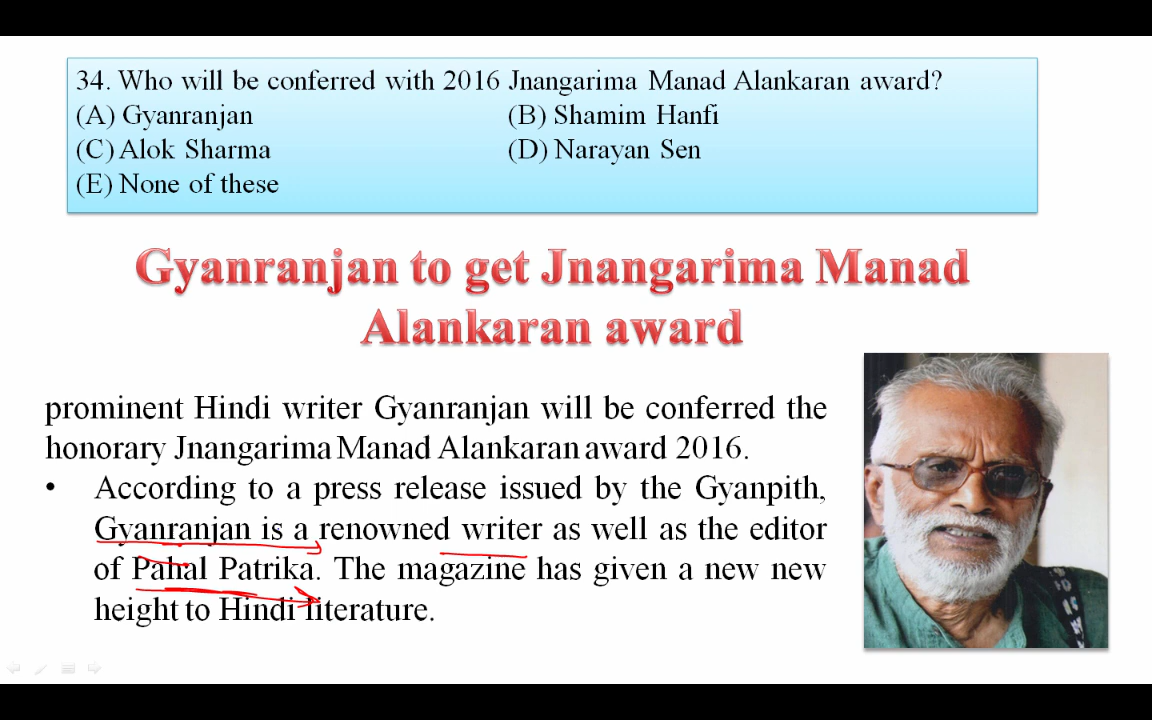 34. Who will be conferred with 2016 Jnangarima Manad Alankaran award?
(A) Gyanranjan (B) Shamim Hanfi
(C) Alok Sharma (D) Narayan Sen
(E) None of these
Gyanranjan to get Jnangarima Manad
Alankaran award
prominent Hindi writer Gyanranjan will be conferred the
honorary Jnangarima Manad Alankaran award 2016.
• According to a press release issued by the Gyanpith,
Gyanranjan is a renowned writer as well as the editor
of Pahal Patrika. The magazine has given a new new
height to Hindi literature.